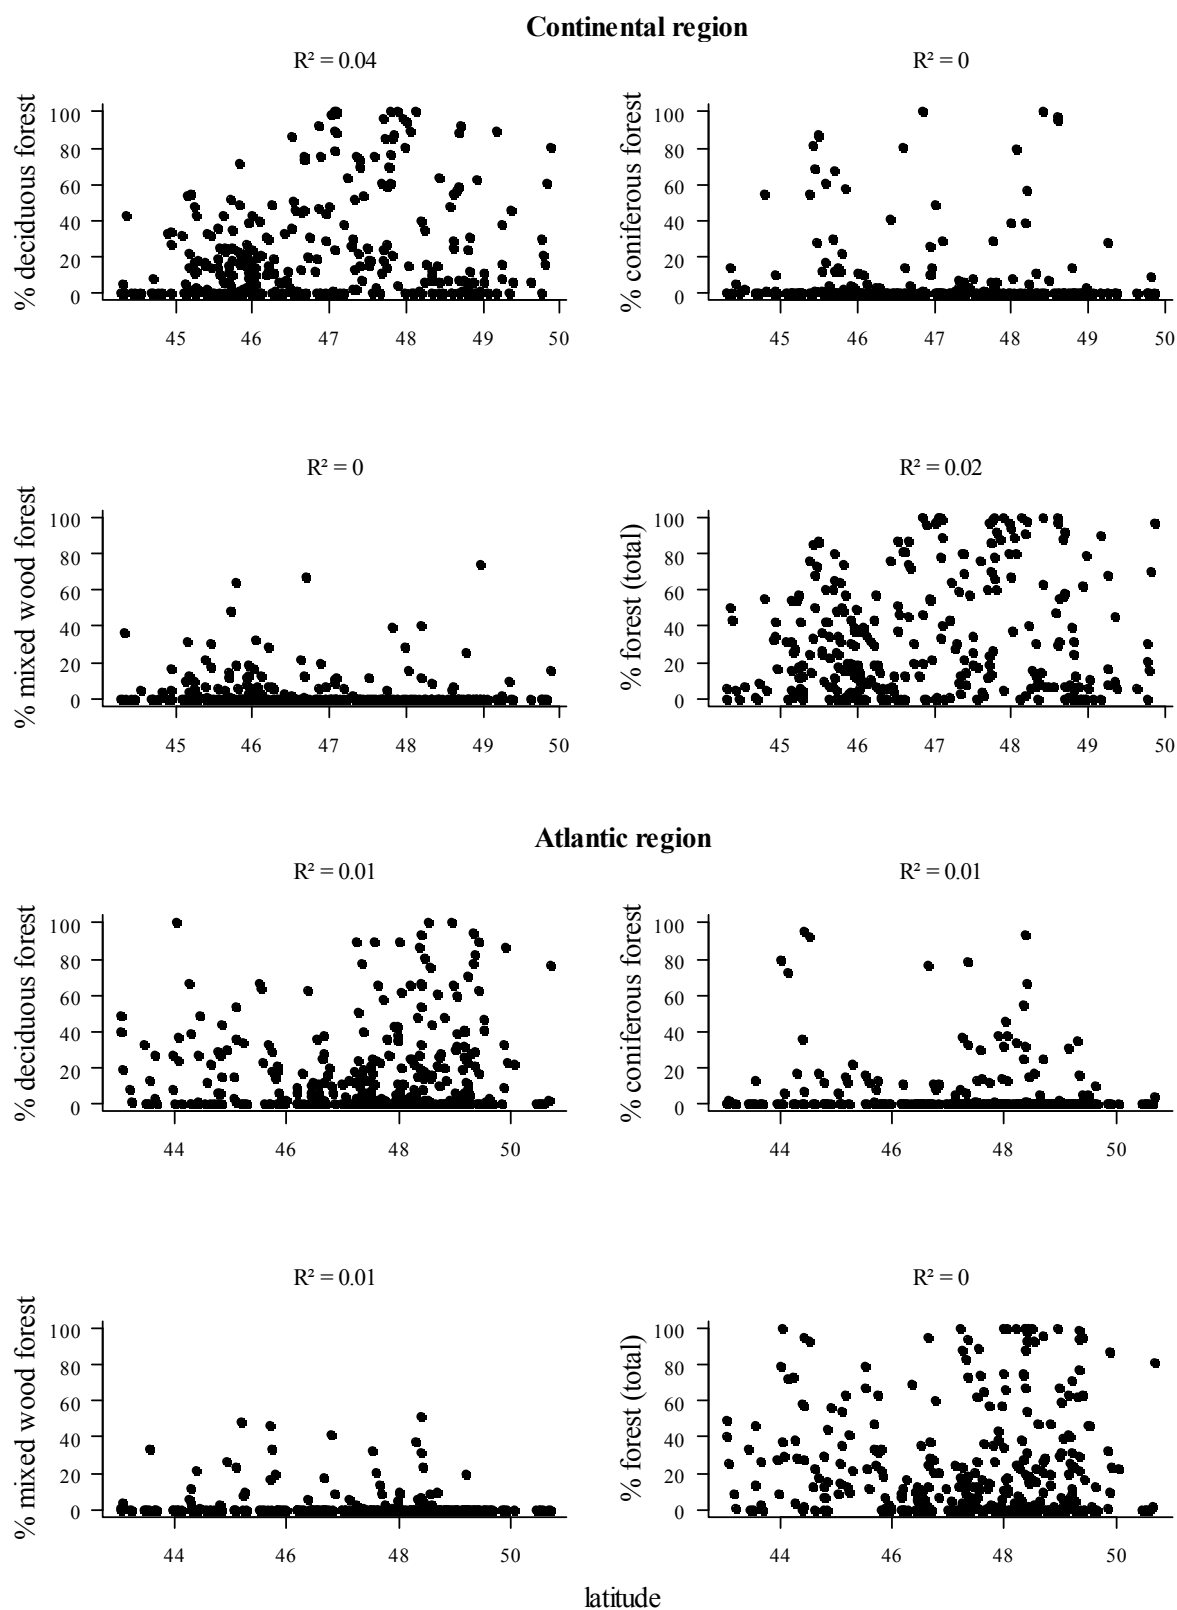 Continental region
R² = 0.04
R² = 0
% deciduous forest
100
80
60
40
20
0
45 46 47 48 49 50
% coniferous forest
100
80
60
40
20
0
45 46 47 48 49 50
R² = 0
R² = 0.02
% mixed wood forest
100
80
60
40
20
0
45 46 47 48 49 50
% forest (total)
100
80
60
40
20
0
45 46 47 48 49 50
Atlantic region
R² = 0.01
R² = 0.01
% deciduous forest
100
80
60
40
20
0
44 46 48 50
% coniferous forest
100
80
60
40
20
0
44 46 48 50
R² = 0.01
R² = 0
% mixed wood forest
100
80
60
40
20
0
44 46 48 50
% forest (total)
100
80
60
40
20
0
44 46 48 50
latitude